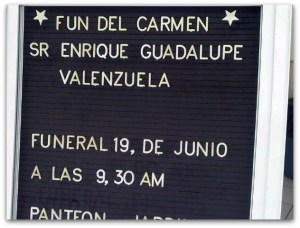 FUN DEL CARMEN
SR ENRIQUE GUADALUPE
VALENZUELA
FUNERAL 19, DE JUNIO
A LAS 9,30 AM
PANTEON